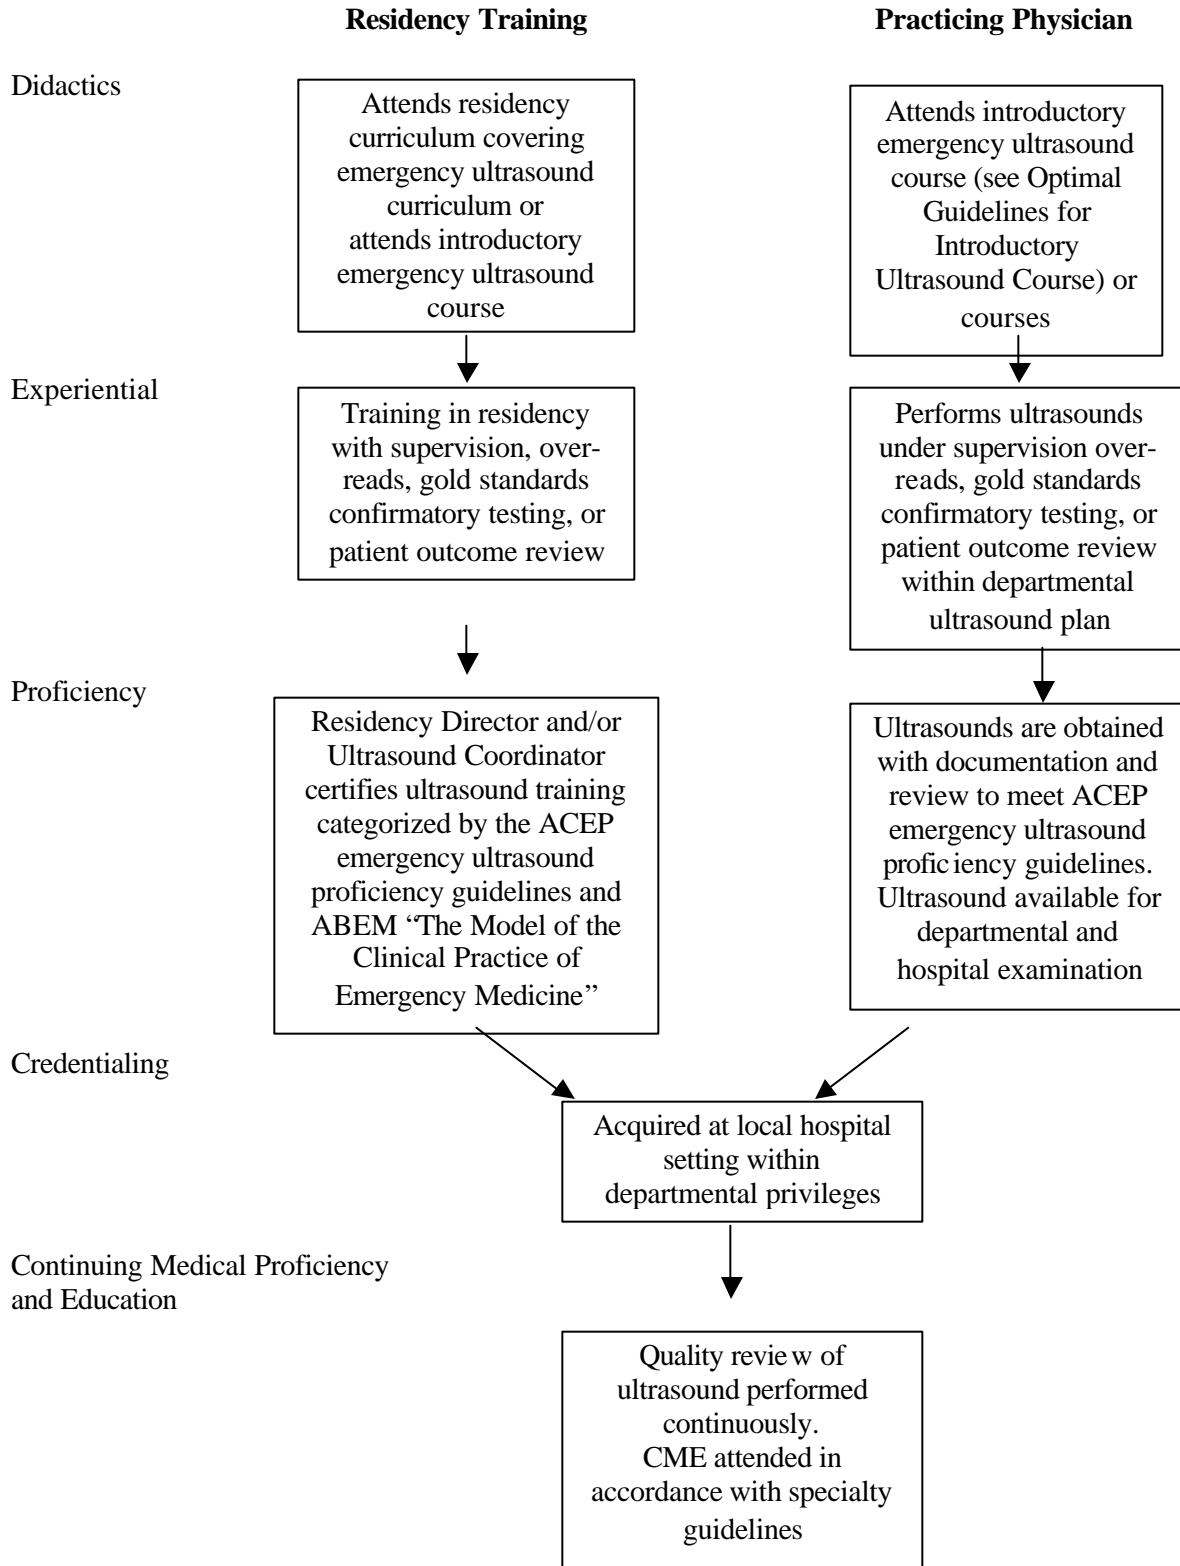 Residency Training
Practicing Physician
Didactics
Attends residency
curriculum covering
emergency ultrasound
curriculum or
attends introductory
emergency ultrasound
course
Attends introductory
emergency ultrasound
course (see Optimal
Guidelines for
Introductory
Ultrasound Course) or
courses
Experiential
Training in residency
with supervision, over-
reads, gold standards
confirmatory testing, or
patient outcome review
Performs ultrasounds
under supervision over-
reads, gold standards
confirmatory testing, or
patient outcome review
within departmental
ultrasound plan
Proficiency
Residency Director and/or
Ultrasound Coordinator
certifies ultrasound training
categorized by the ACEP
emergency ultrasound
proficiency guidelines and
ABEM “The Model of the
Clinical Practice of
Emergency Medicine”
Ultrasounds are obtained
with documentation and
review to meet ACEP
emergency ultrasound
proficiency guidelines.
Ultrasound available for
departmental and
hospital examination
Credentialing
Acquired at local hospital
setting within
departmental privileges
Continuing Medical Proficiency
and Education
Quality review of
ultrasound performed
continuously.
CME attended in
accordance with specialty
guidelines